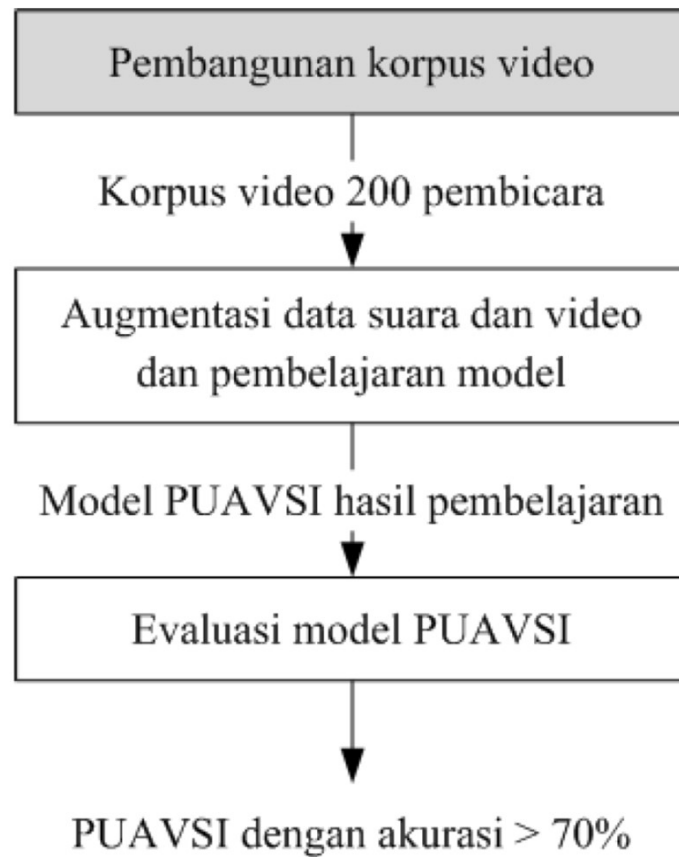 Pembangunan korpus video
Korpus video 200 pembicara
Augmentasi data suara dan video
dan pembelajaran model
Model PUAVSI hasil pembelajaran
Evaluasi model PUAVSI
PUAVSI dengan akurasi > 70%